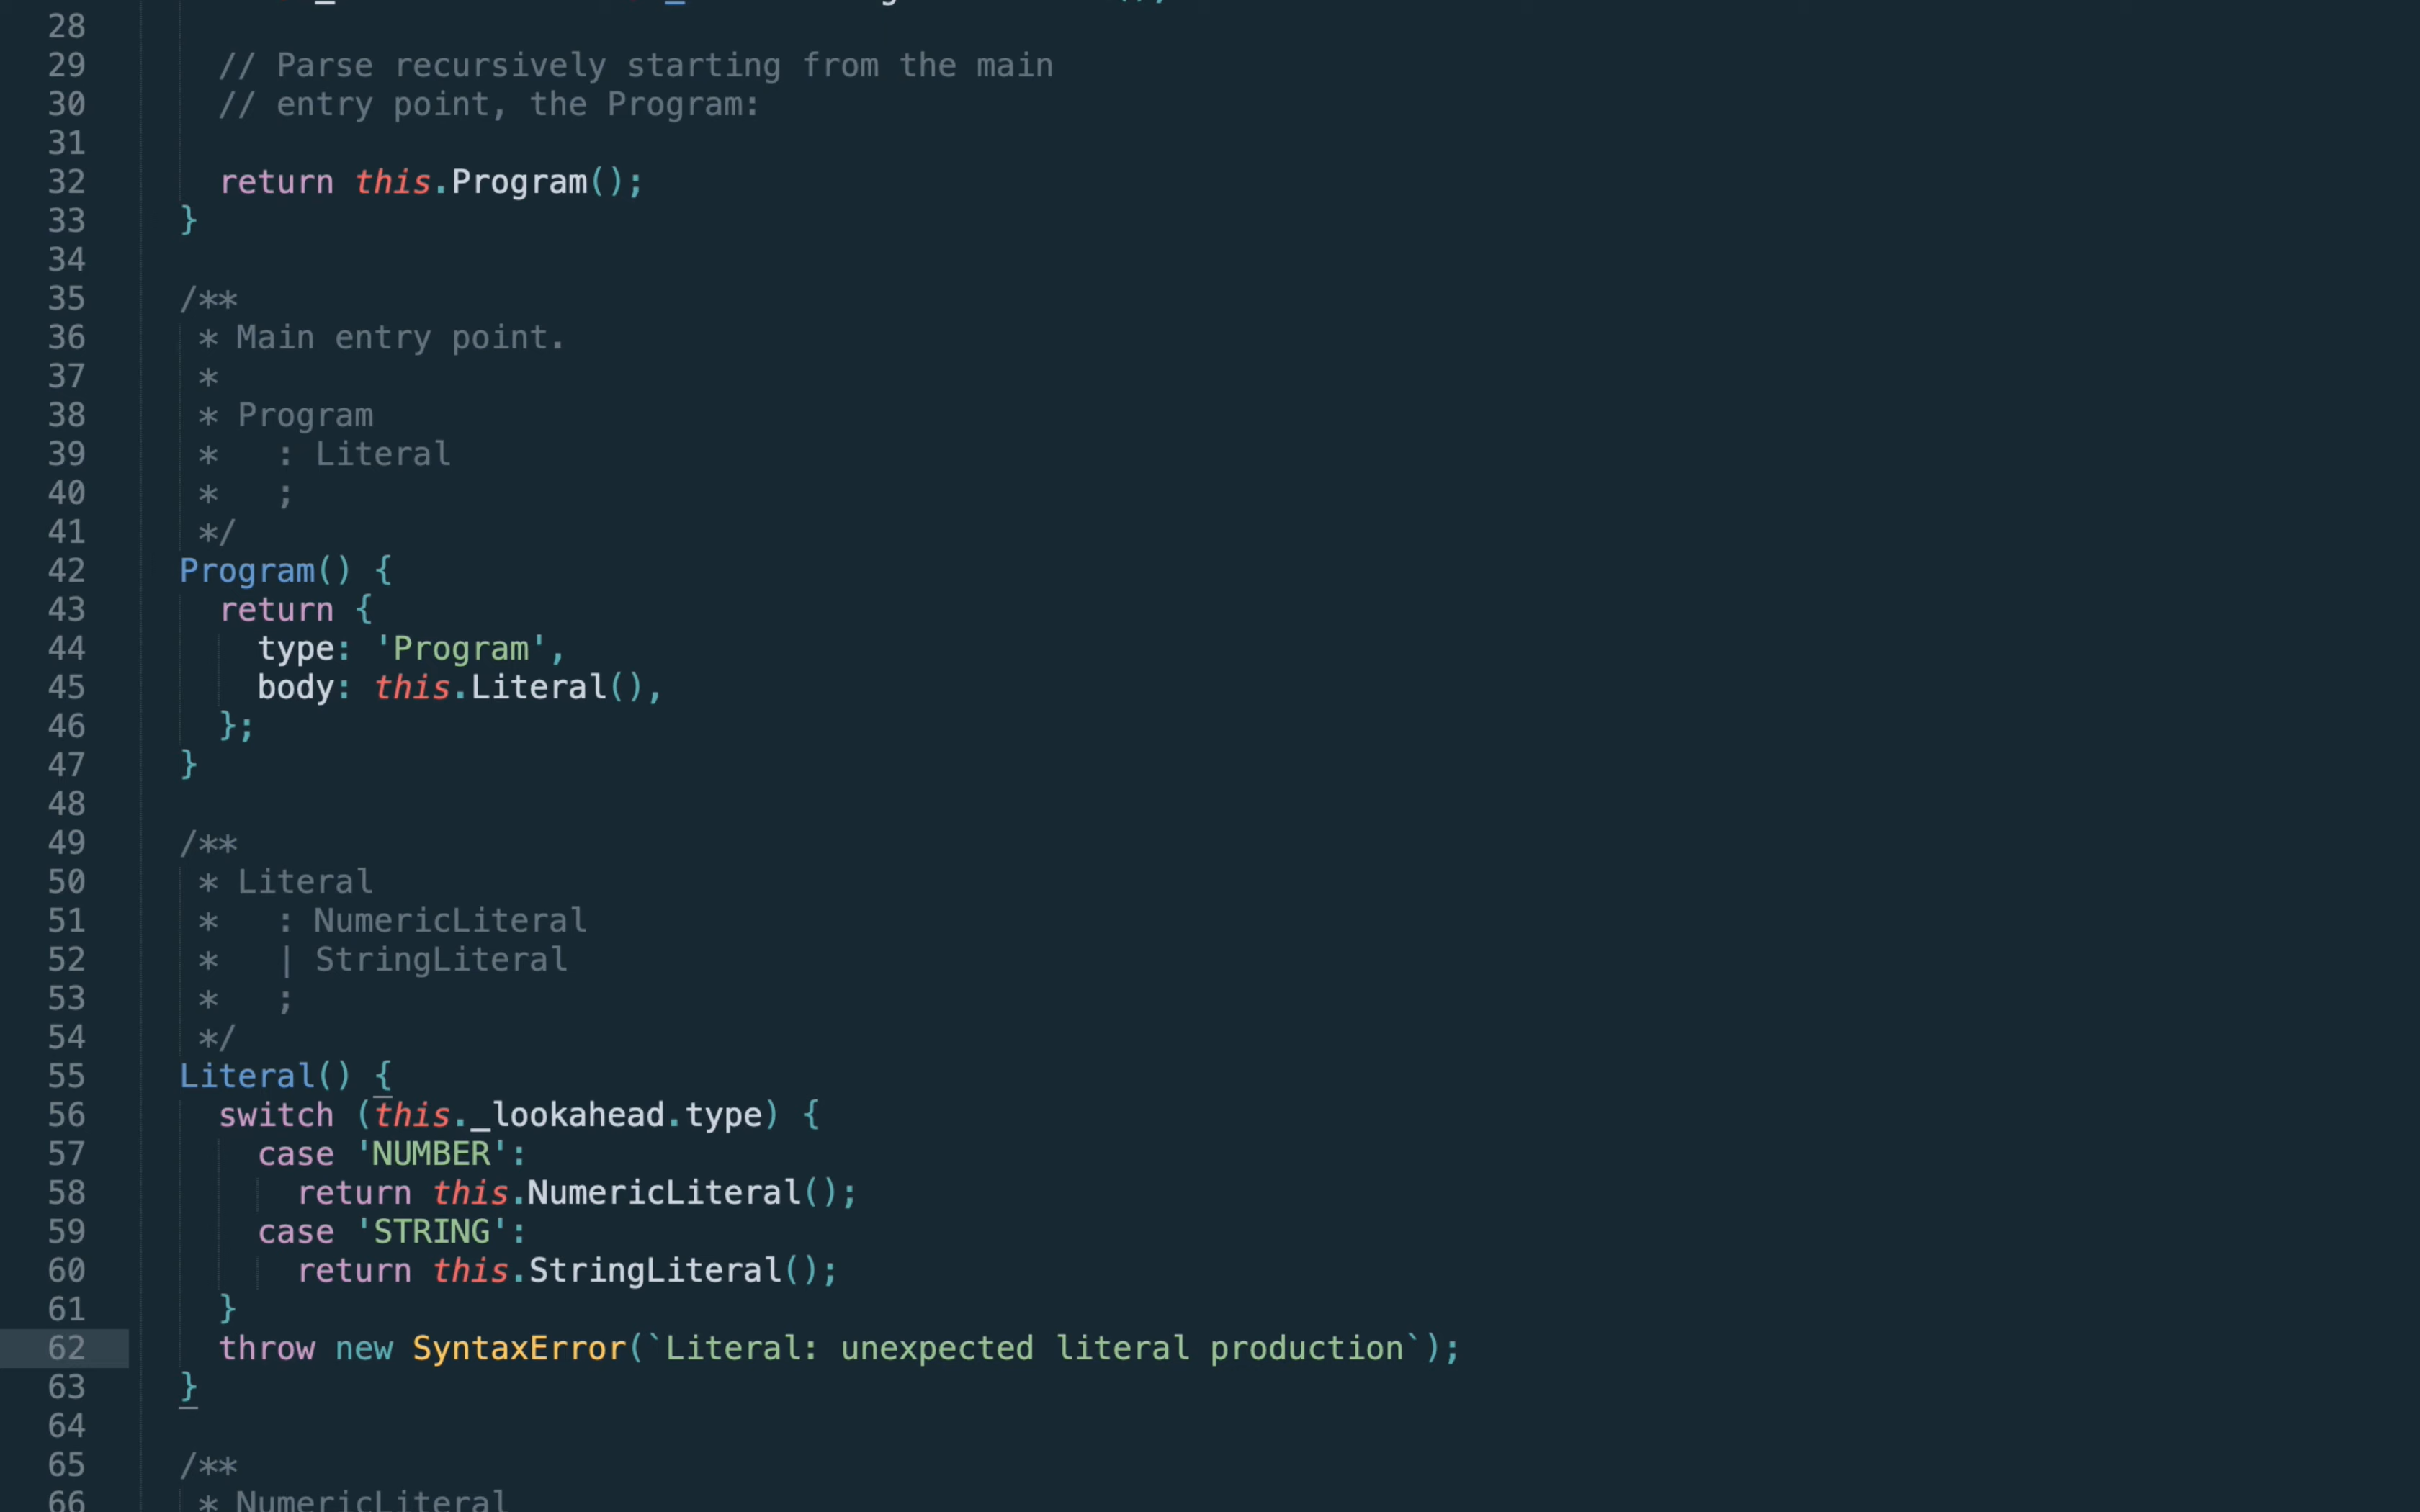 28
29 // Parse recursively starting from the main
30 // entry point, the Program:
31
32 return this.Program();
33 }
34
35 /**
36 * Main entry point.
37 *
38 * Program
39 * : Literal
40 * ;
41 */
42 Program() {
43 return {
44 type: 'Program',
45 body: this.Literal(),
46 };
47 }
48
49 /**
50 * Literal
51 * : NumericLiteral
52 * | StringLiteral
53 * ;
54 */
55 Literal() {
56 switch (this._lookahead.type) {
57 case 'NUMBER':
58 return this.NumericLiteral();
59 case 'STRING':
60 return this.StringLiteral();
61 }
62 throw new SyntaxError(`Literal: unexpected literal production`);
63 }
64
65 /**
66 * NumericLiteral